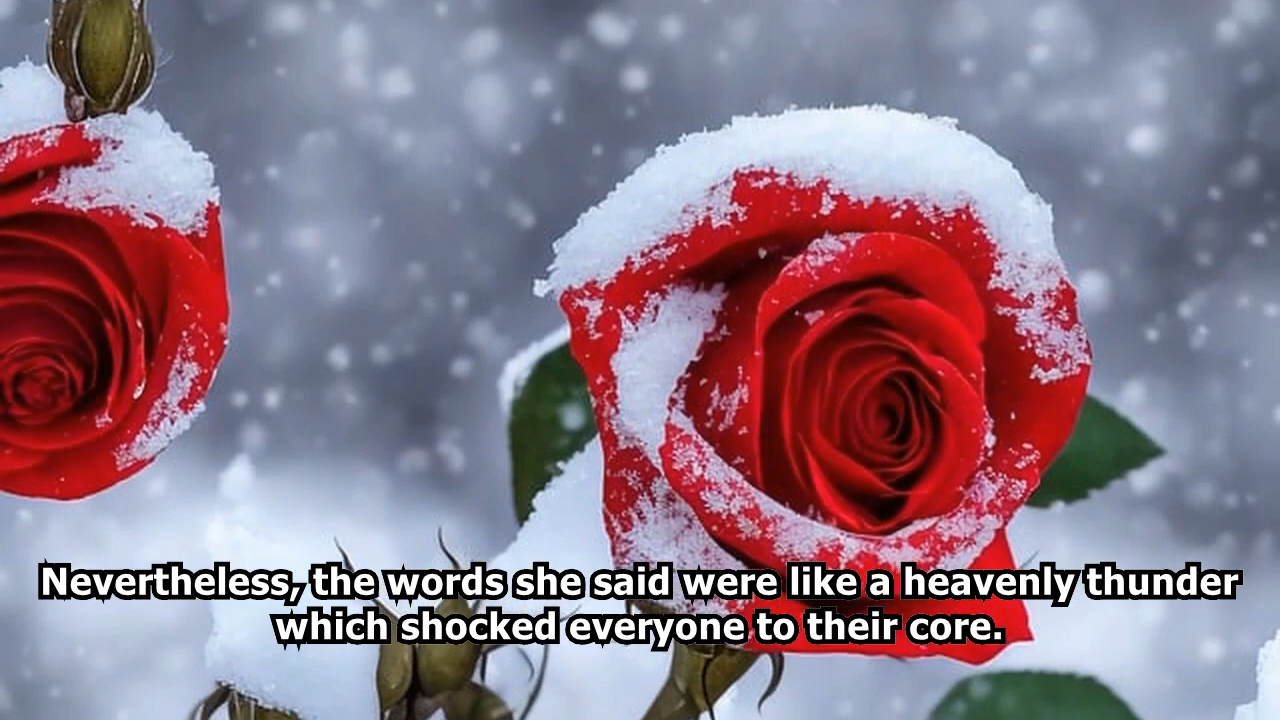 Nevertheless, the words she said were like a heavenly thunder
which shocked everyone to their core.